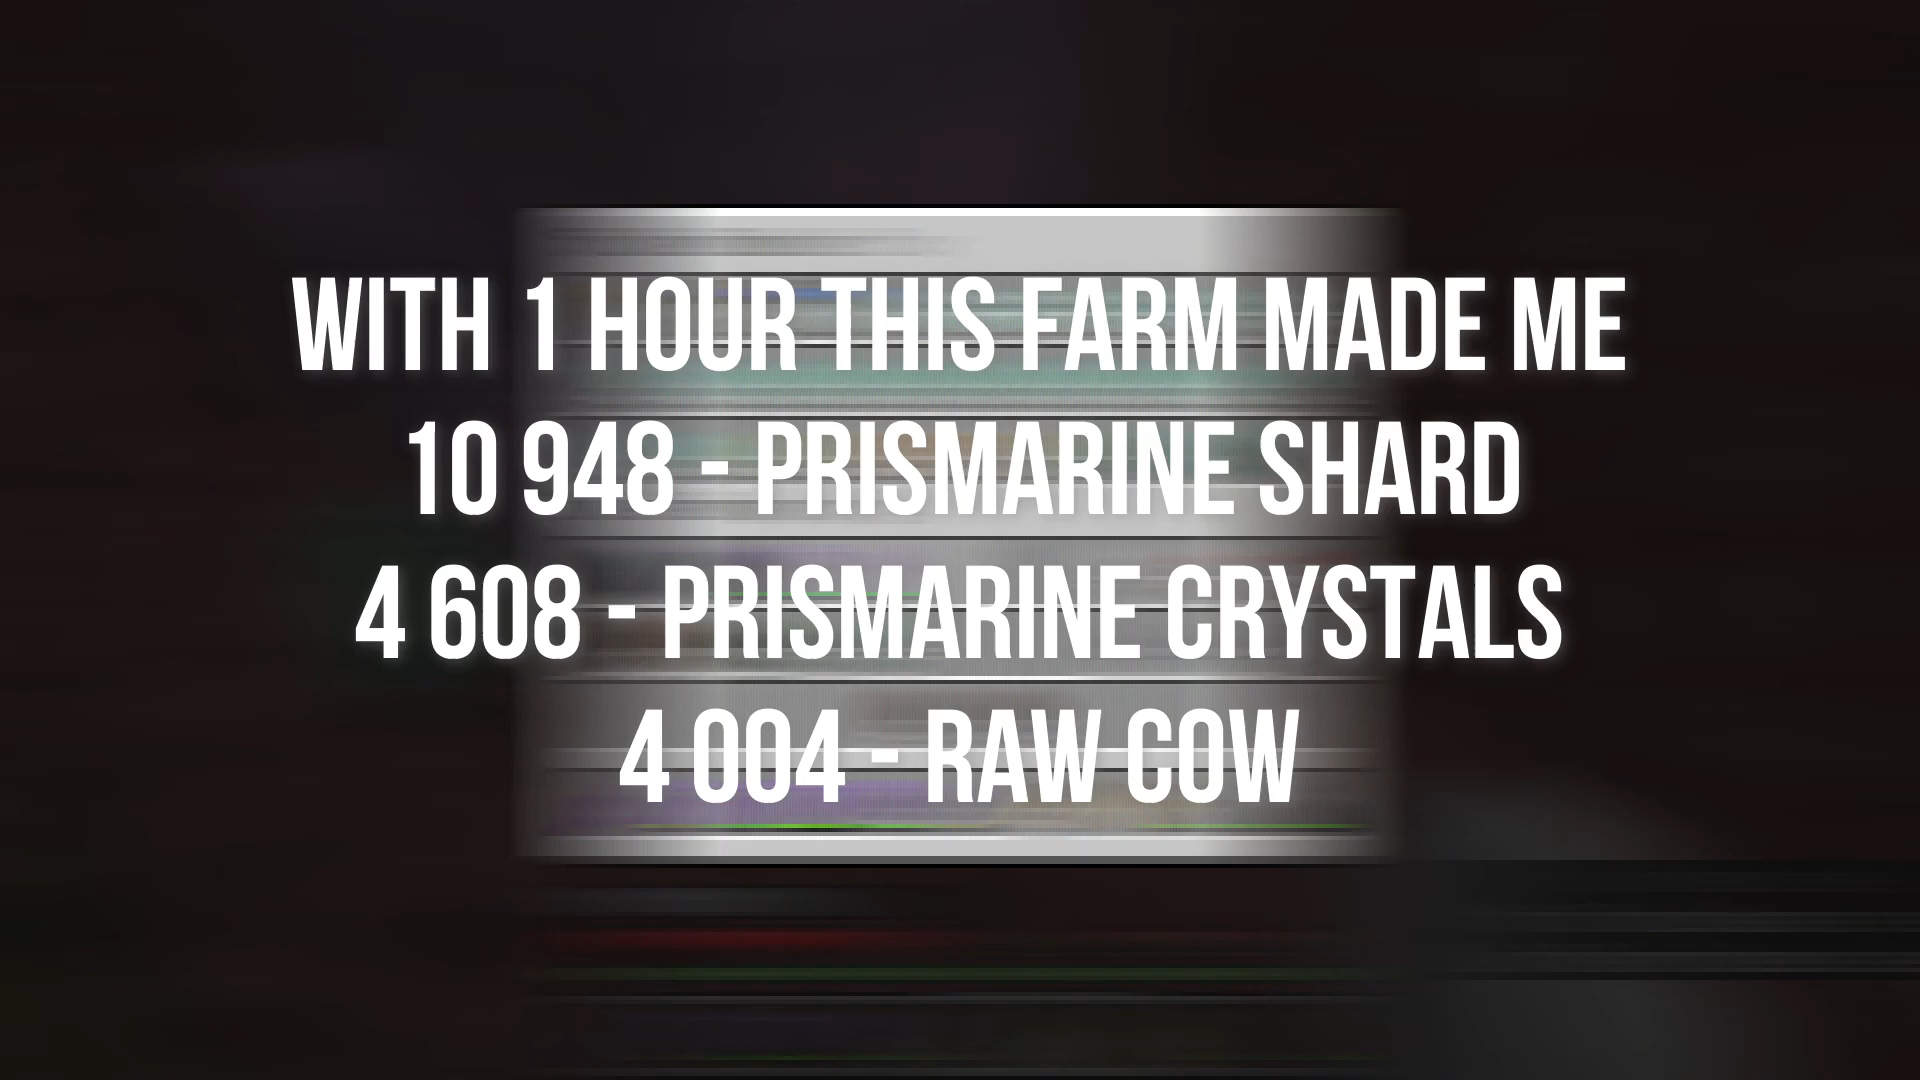 WITH 1 HOUR THIS FARM MADE ME
10 948 - PRISMARINE SHARD
4 608 - PRISMARINE CRYSTALS
4 004 - RAW COW